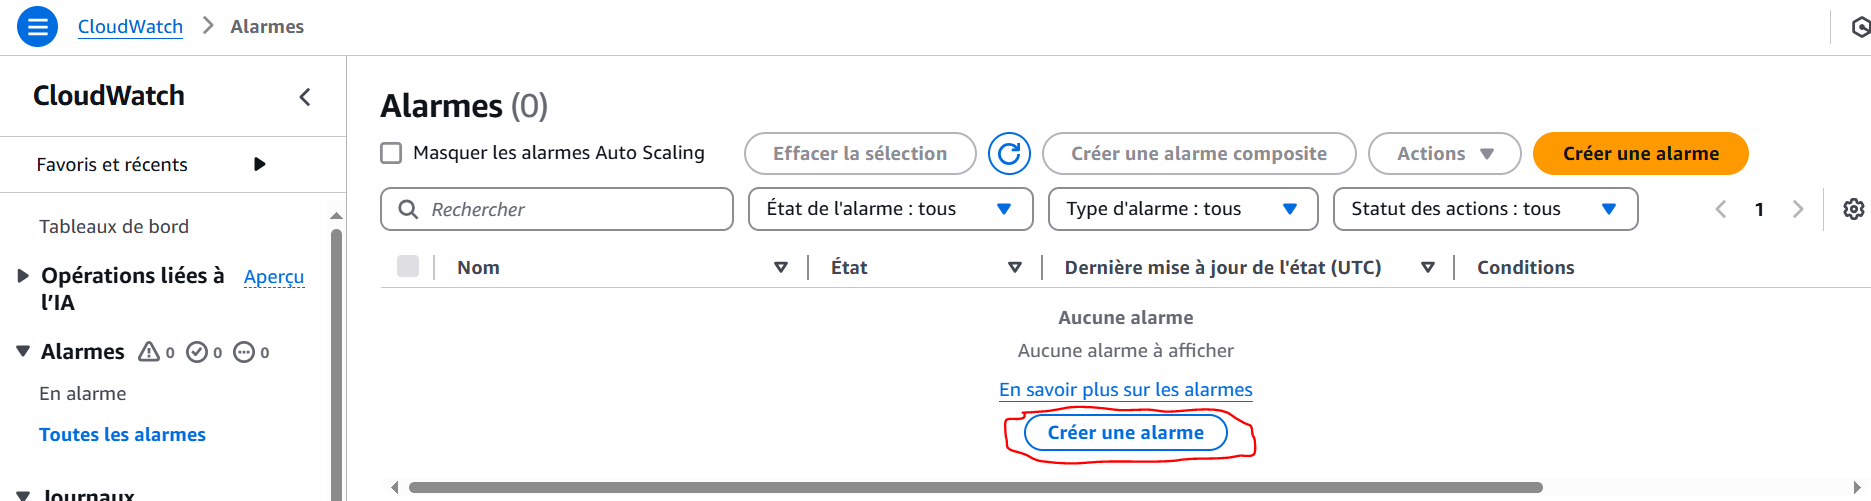 CloudWatch > Alarmes
CloudWatch
Favoris et récents
Tableaux de bord
Opérations liées à
l'IA
Aperçu
Alarmes 0 0 0
En alarme
Toutes les alarmes
Journaux
Alarmes (0)
Masquer les alarmes Auto Scaling
Effacer la sélection
Créer une alarme composite
Actions
Créer une alarme
Rechercher
État de l'alarme : tous
Type d'alarme : tous
Statut des actions : tous
1
Nom
État
Dernière mise à jour de l'état (UTC)
Conditions
Aucune alarme
Aucune alarme à afficher
En savoir plus sur les alarmes
Créer une alarme